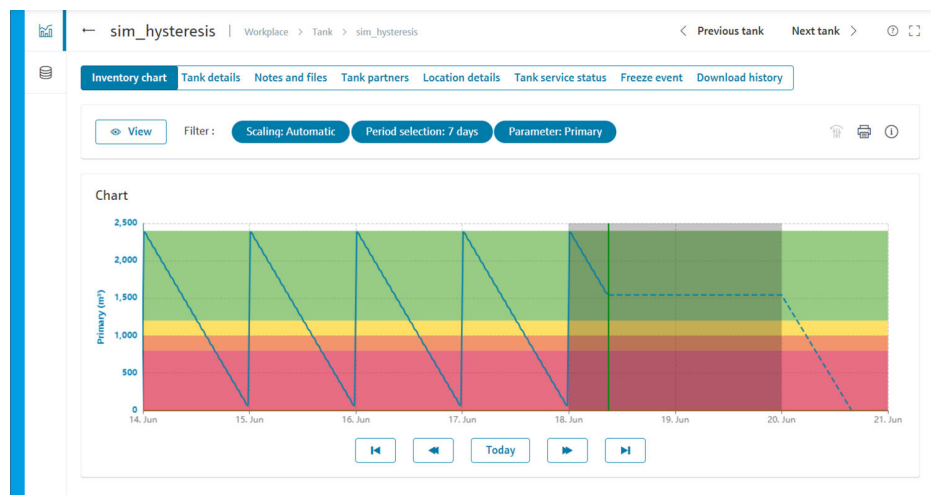 ← sim_hysteresis | Workplace > Tank > sim_hysteresis < Previous tank Next tank >
Inventory chart Tank details Notes and files Tank partners Location details Tank service status Freeze event Download history
View Filter : Scaling: Automatic Period selection: 7 days Parameter: Primary
Chart
Primary (m³)
2,500
2,000
1,500
1,000
500
0
14. Jun 15. Jun 16. Jun 17. Jun 18. Jun 19. Jun 20. Jun 21. Jun
Today